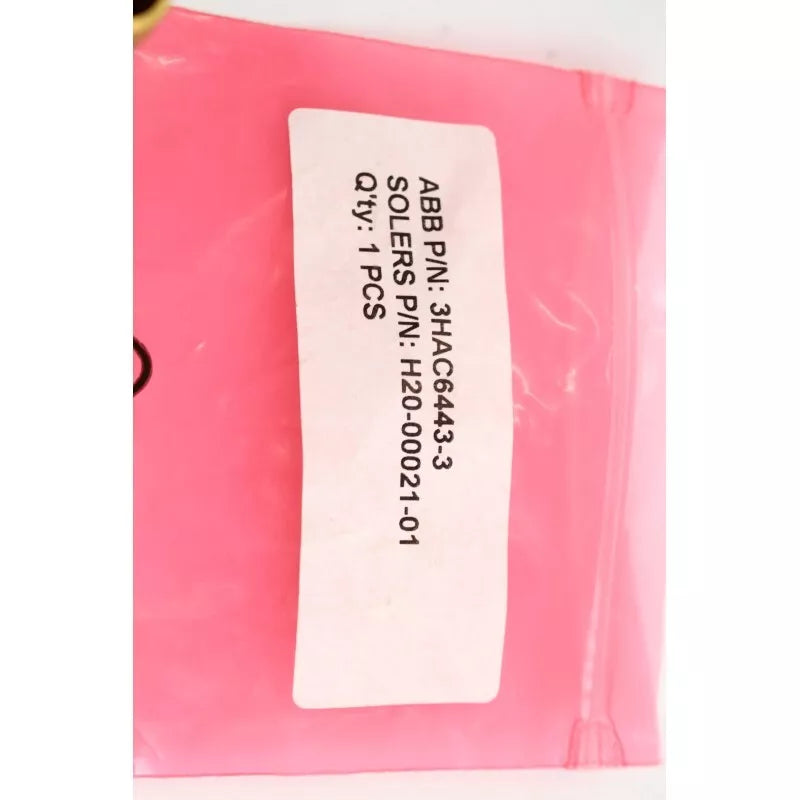 ABB P/N: 3HAC6443-3
SOLERS P/N: H20-00021-01
Q'ty: 1 PCS